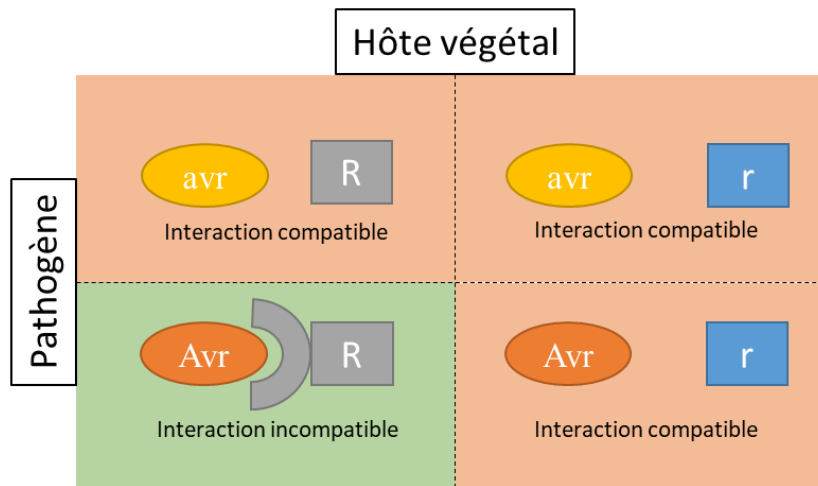 Hôte végétal
Pathogène
avr R
Interaction compatible
avr r
Interaction compatible
Avr R
Interaction incompatible
Avr r
Interaction compatible